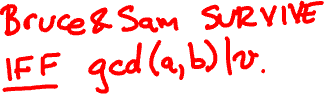 Bruce & Sam SURVIVE
IFF gcd(a,b)|v.